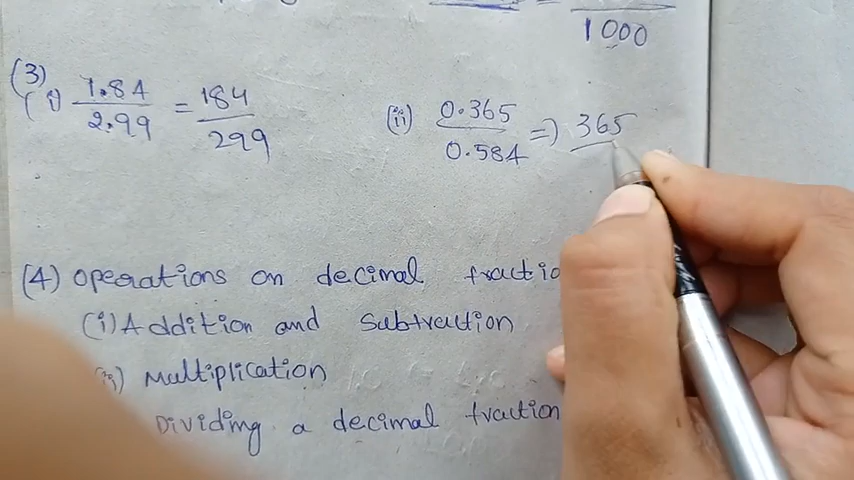 1000
(3)
(i) 1.84/2.99 = 184/299 (ii) 0.365/0.584 => 365
(4) operations on decimal fractio
(i) Addition and Subtraction
Multiplication
Dividing a decimal fraction